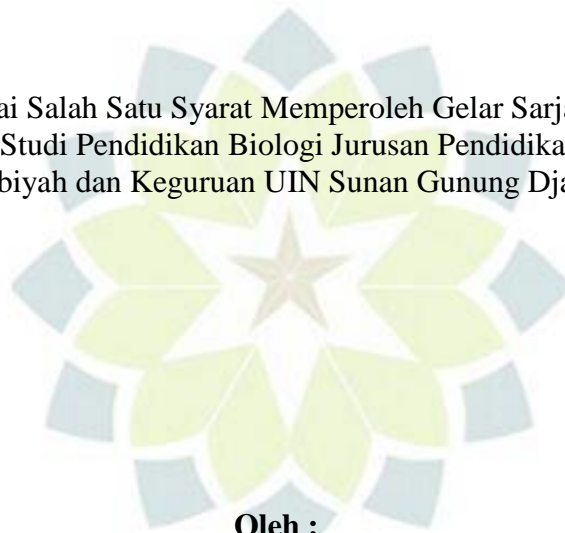 ai Salah Satu Syarat Memperoleh Gelar Sarj
Studi Pendidikan Biologi Jurusan Pendidika
biyah dan Keguruan UIN Sunan Gunung Dj
Oleh :